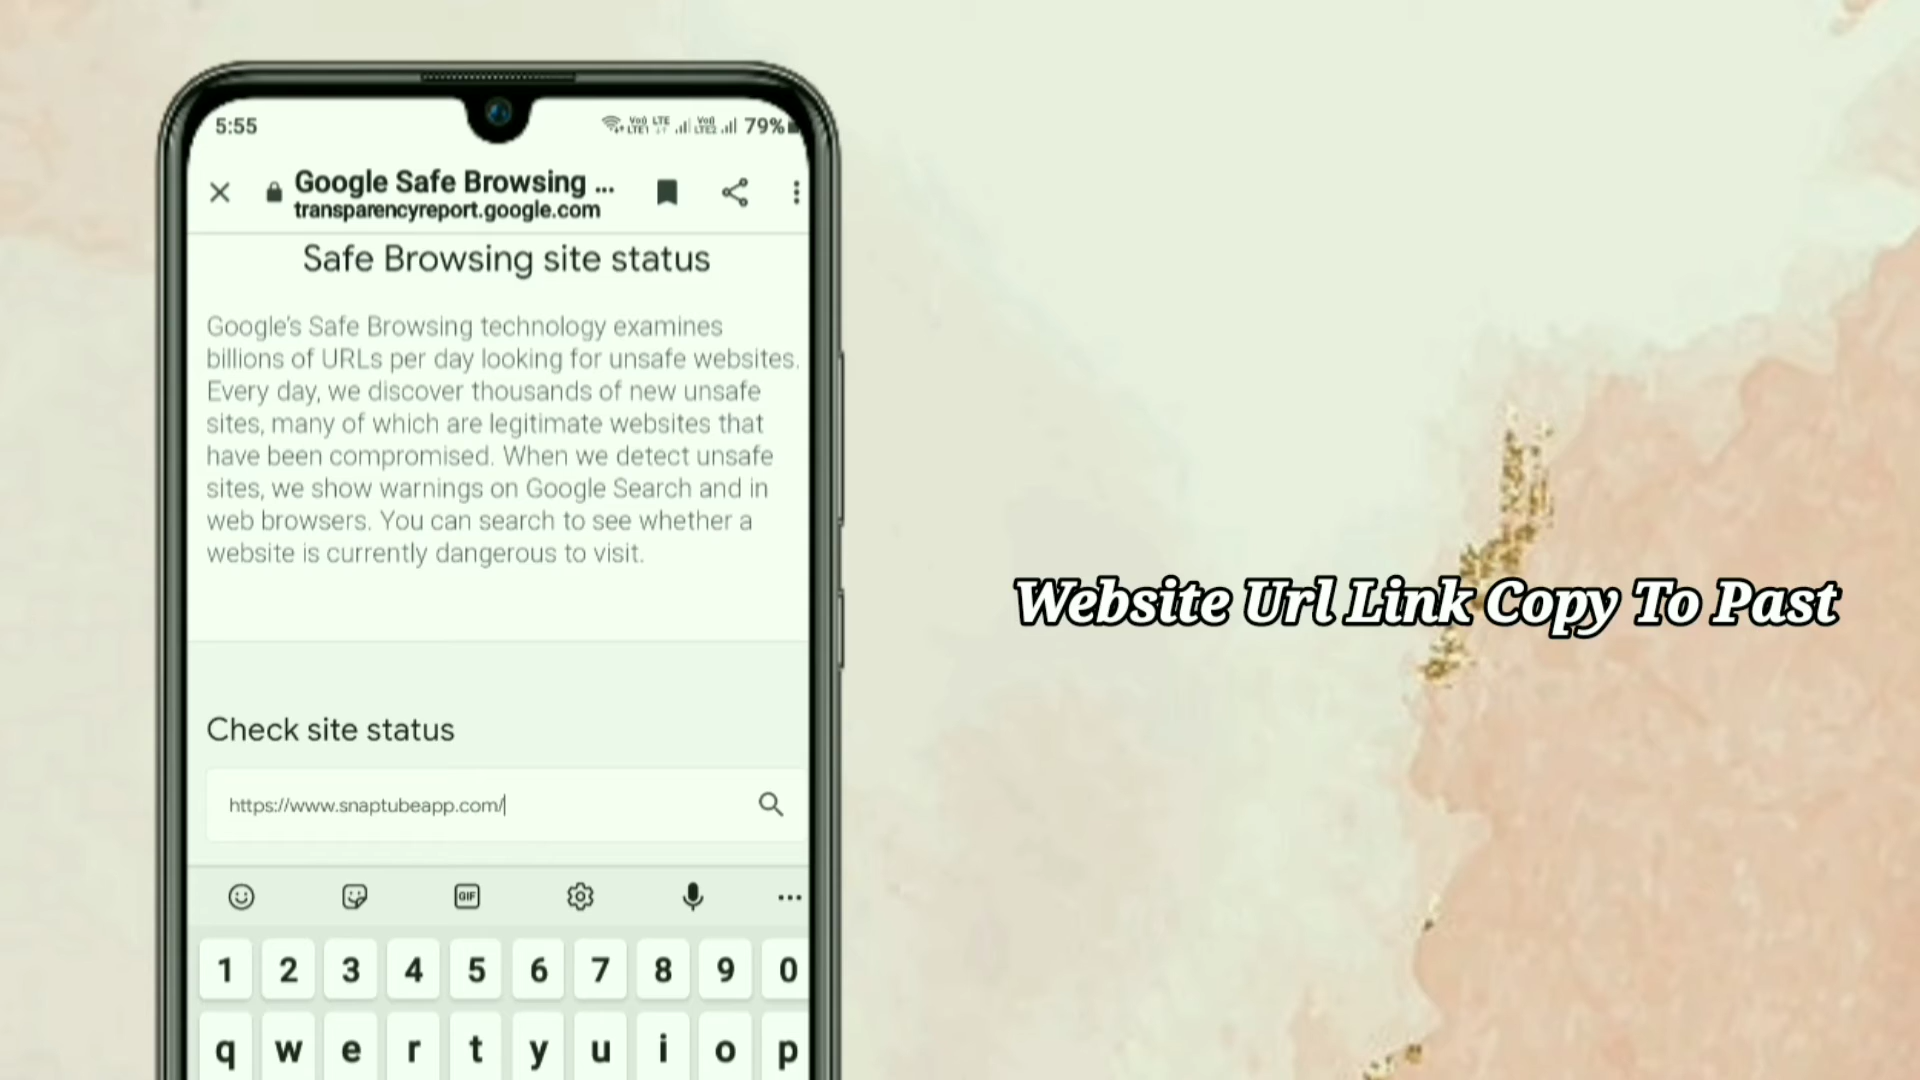 5:55
79%
Google Safe Browsing ...
transparencyreport.google.com
Safe Browsing site status
Google's Safe Browsing technology examines
billions of URLs per day looking for unsafe websites.
Every day, we discover thousands of new unsafe
sites, many of which are legitimate websites that
have been compromised. When we detect unsafe
sites, we show warnings on Google Search and in
web browsers. You can search to see whether a
website is currently dangerous to visit.
Website Url Link Copy To Past
Check site status
https://www.snaptubeapp.com/
GIF
1 2 3 4 5 6 7 8 9 0
q w e r t y u i o p